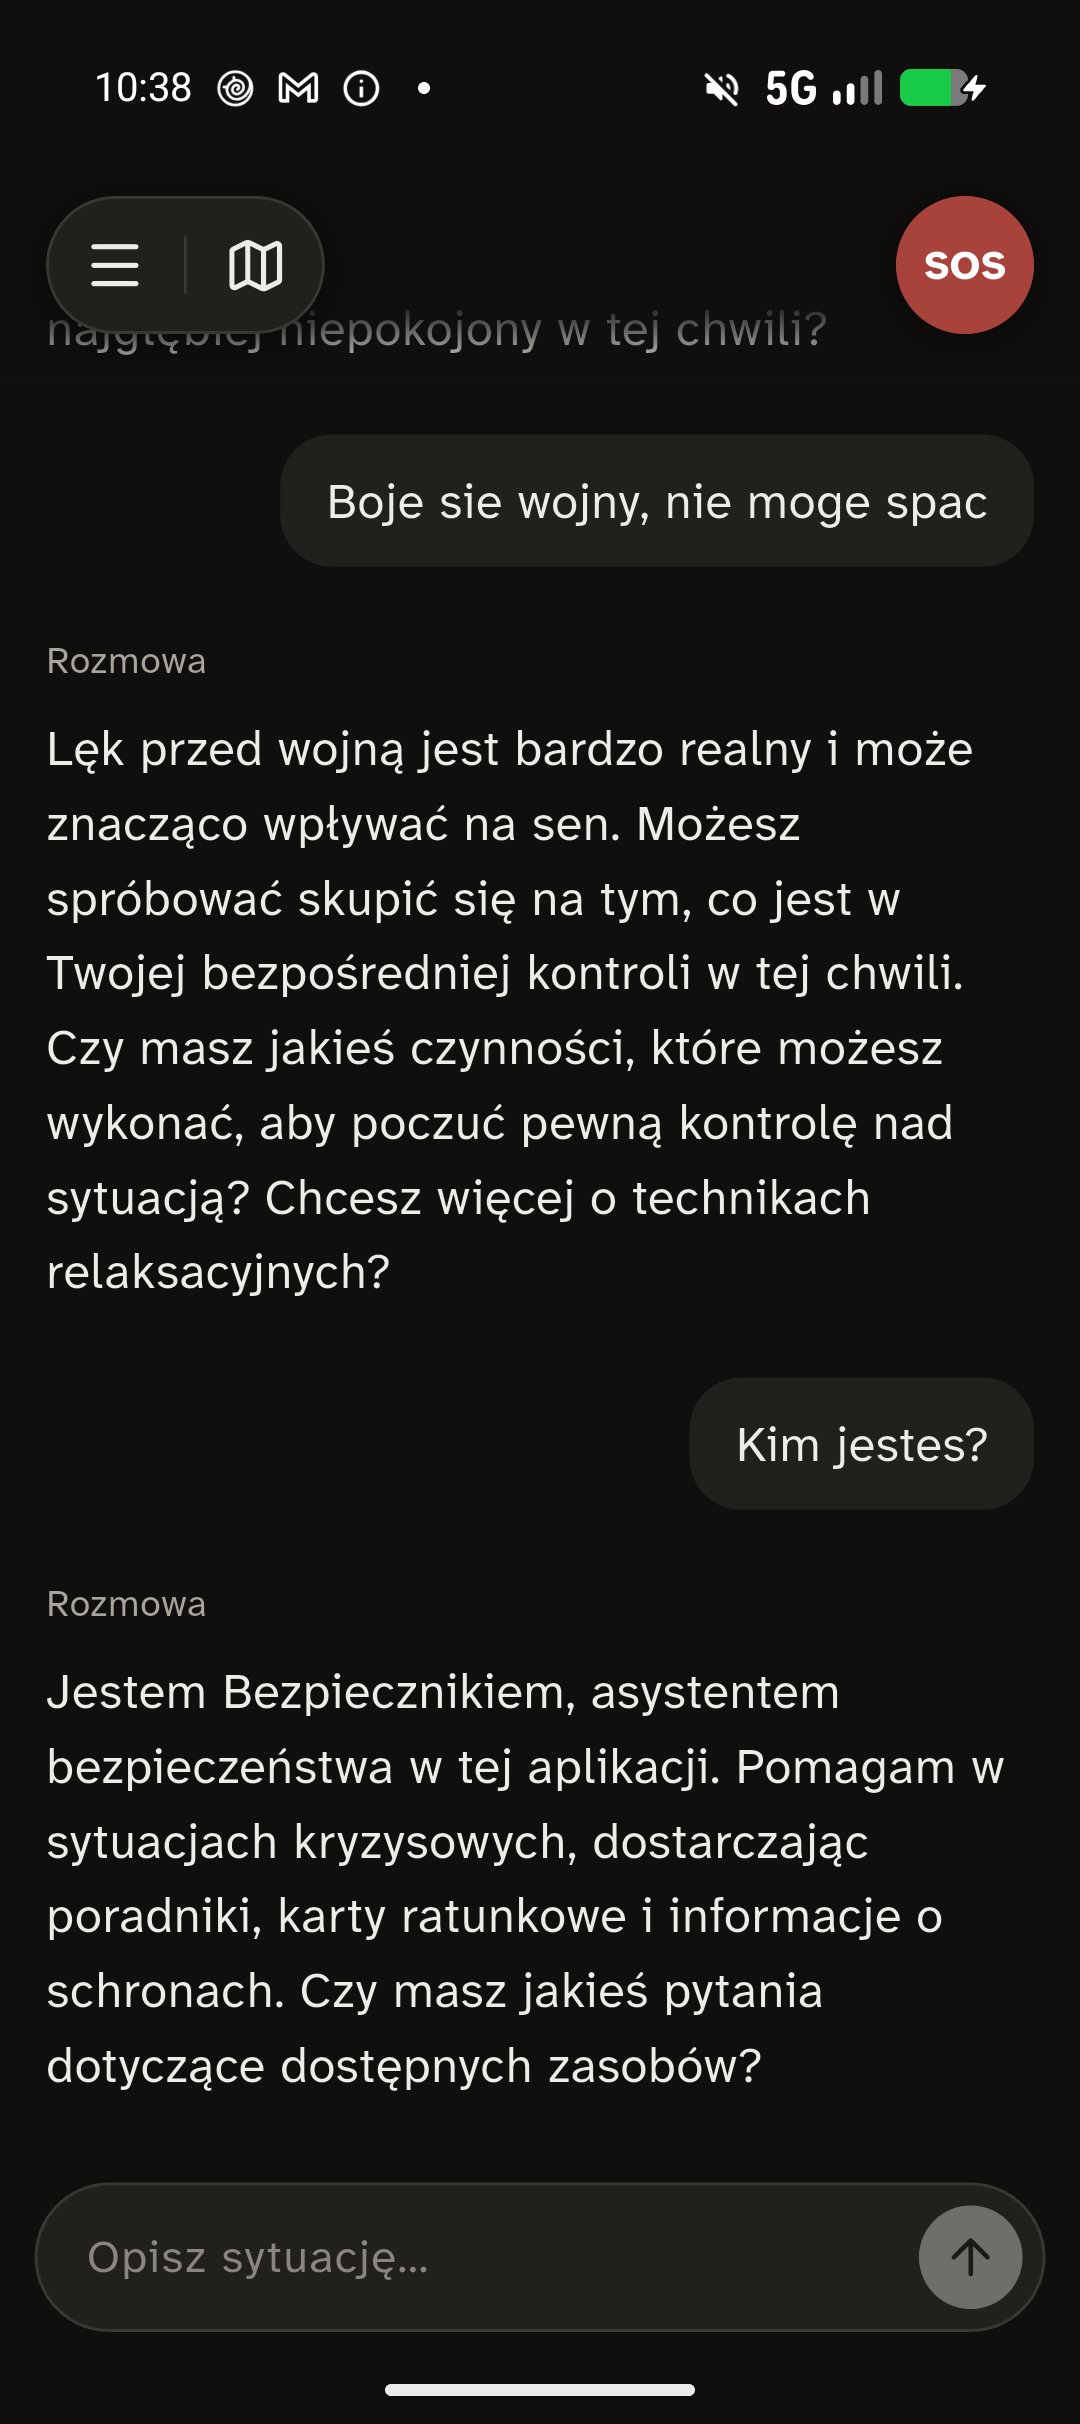 10:38
5G
SOS
najgłębiej niepokojony w tej chwili?
Boje sie wojny, nie moge spac
Rozmowa
Lęk przed wojną jest bardzo realny i może
znacząco wpływać na sen. Możesz
spróbować skupić się na tym, co jest w
Twojej bezpośredniej kontroli w tej chwili.
Czy masz jakieś czynności, które możesz
wykonać, aby poczuć pewną kontrolę nad
sytuacją? Chcesz więcej o technikach
relaksacyjnych?
Kim jestes?
Rozmowa
Jestem Bezpiecznikiem, asystentem
bezpieczeństwa w tej aplikacji. Pomagam w
sytuacjach kryzysowych, dostarczając
poradniki, karty ratunkowe i informacje o
schronach. Czy masz jakieś pytania
dotyczące dostępnych zasobów?
Opisz sytuację...